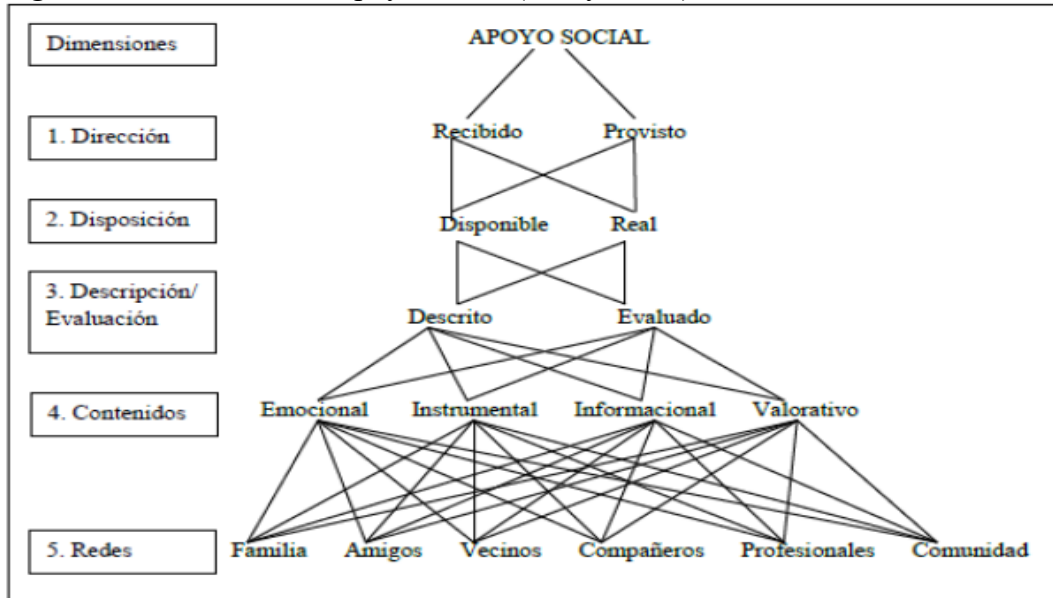 Dimensiones
APOYO SOCIAL
1. Dirección
Recibido
Provisto
2. Disposición
Disponible
Real
3. Descripción/
Evaluación
Descrito
Evaluado
4. Contenidos
Emocional
Instrumental
Informacional
Valorativo
5. Redes
Familia
Amigos
Vecinos
Compañeros
Profesionales
Comunidad